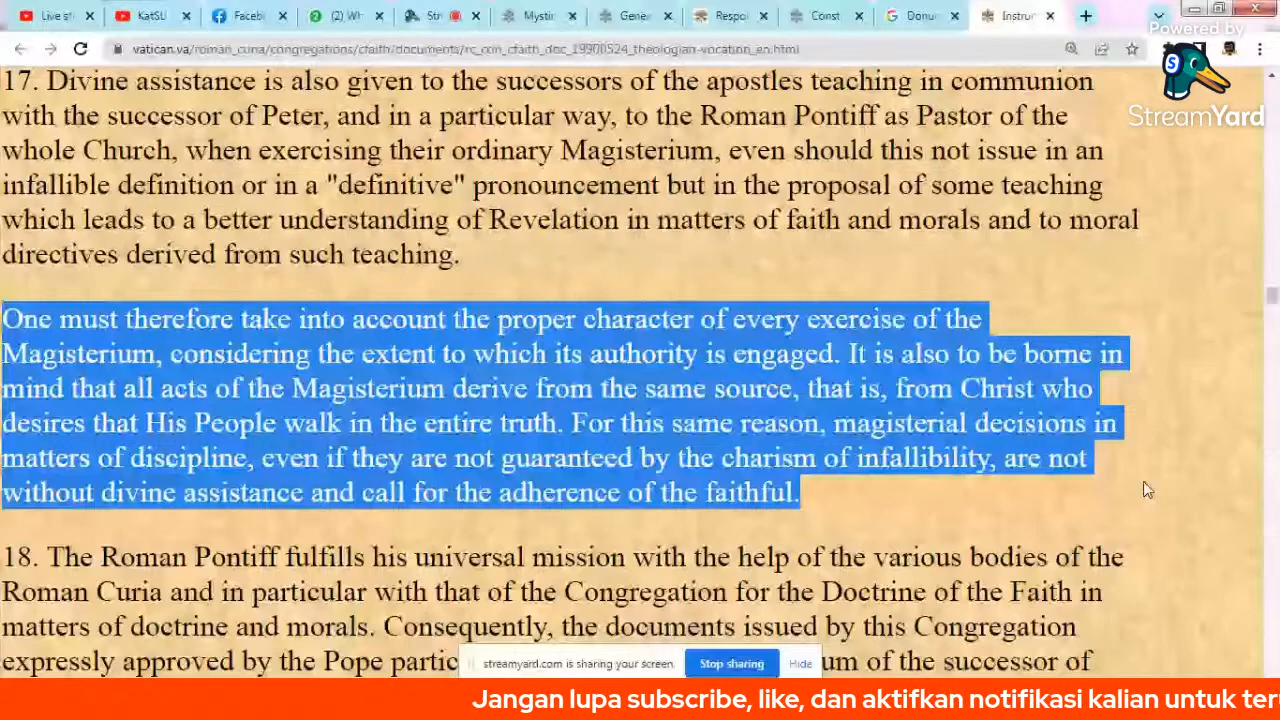 Live st
KatSU
Facebo
(2) Wh
Str
Mystic
Gener
Respo
Const
Donu
Instru
vatican.va/roman_curia/congregations/cfaith/documents/rc_con_cfaith_doc_19900524_theologian-vocation_en.html
Powered by
StreamYard
17. Divine assistance is also given to the successors of the apostles teaching in communion
with the successor of Peter, and in a particular way, to the Roman Pontiff as Pastor of the
whole Church, when exercising their ordinary Magisterium, even should this not issue in an
infallible definition or in a "definitive" pronouncement but in the proposal of some teaching
which leads to a better understanding of Revelation in matters of faith and morals and to moral
directives derived from such teaching.
One must therefore take into account the proper character of every exercise of the
Magisterium, considering the extent to which its authority is engaged. It is also to be borne in
mind that all acts of the Magisterium derive from the same source, that is, from Christ who
desires that His People walk in the entire truth. For this same reason, magisterial decisions in
matters of discipline, even if they are not guaranteed by the charism of infallibility, are not
without divine assistance and call for the adherence of the faithful.
18. The Roman Pontiff fulfills his universal mission with the help of the various bodies of the
Roman Curia and in particular with that of the Congregation for the Doctrine of the Faith in
matters of doctrine and morals. Consequently, the documents issued by this Congregation
expressly approved by the Pope partic um of the successor of
streamyard.com is sharing your screen.
Stop sharing
Hide
Jangan lupa subscribe, like, dan aktifkan notifikasi kalian untuk ter